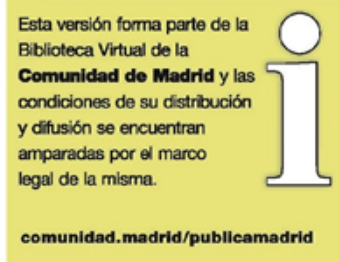 Esta versión forma parte de la
Biblioteca Virtual de la
Comunidad de Madrid y las
condiciones de su distribución
y difusión se encuentran
amparadas por el marco
legal de la misma.
comunidad.madrid/publicamadrid